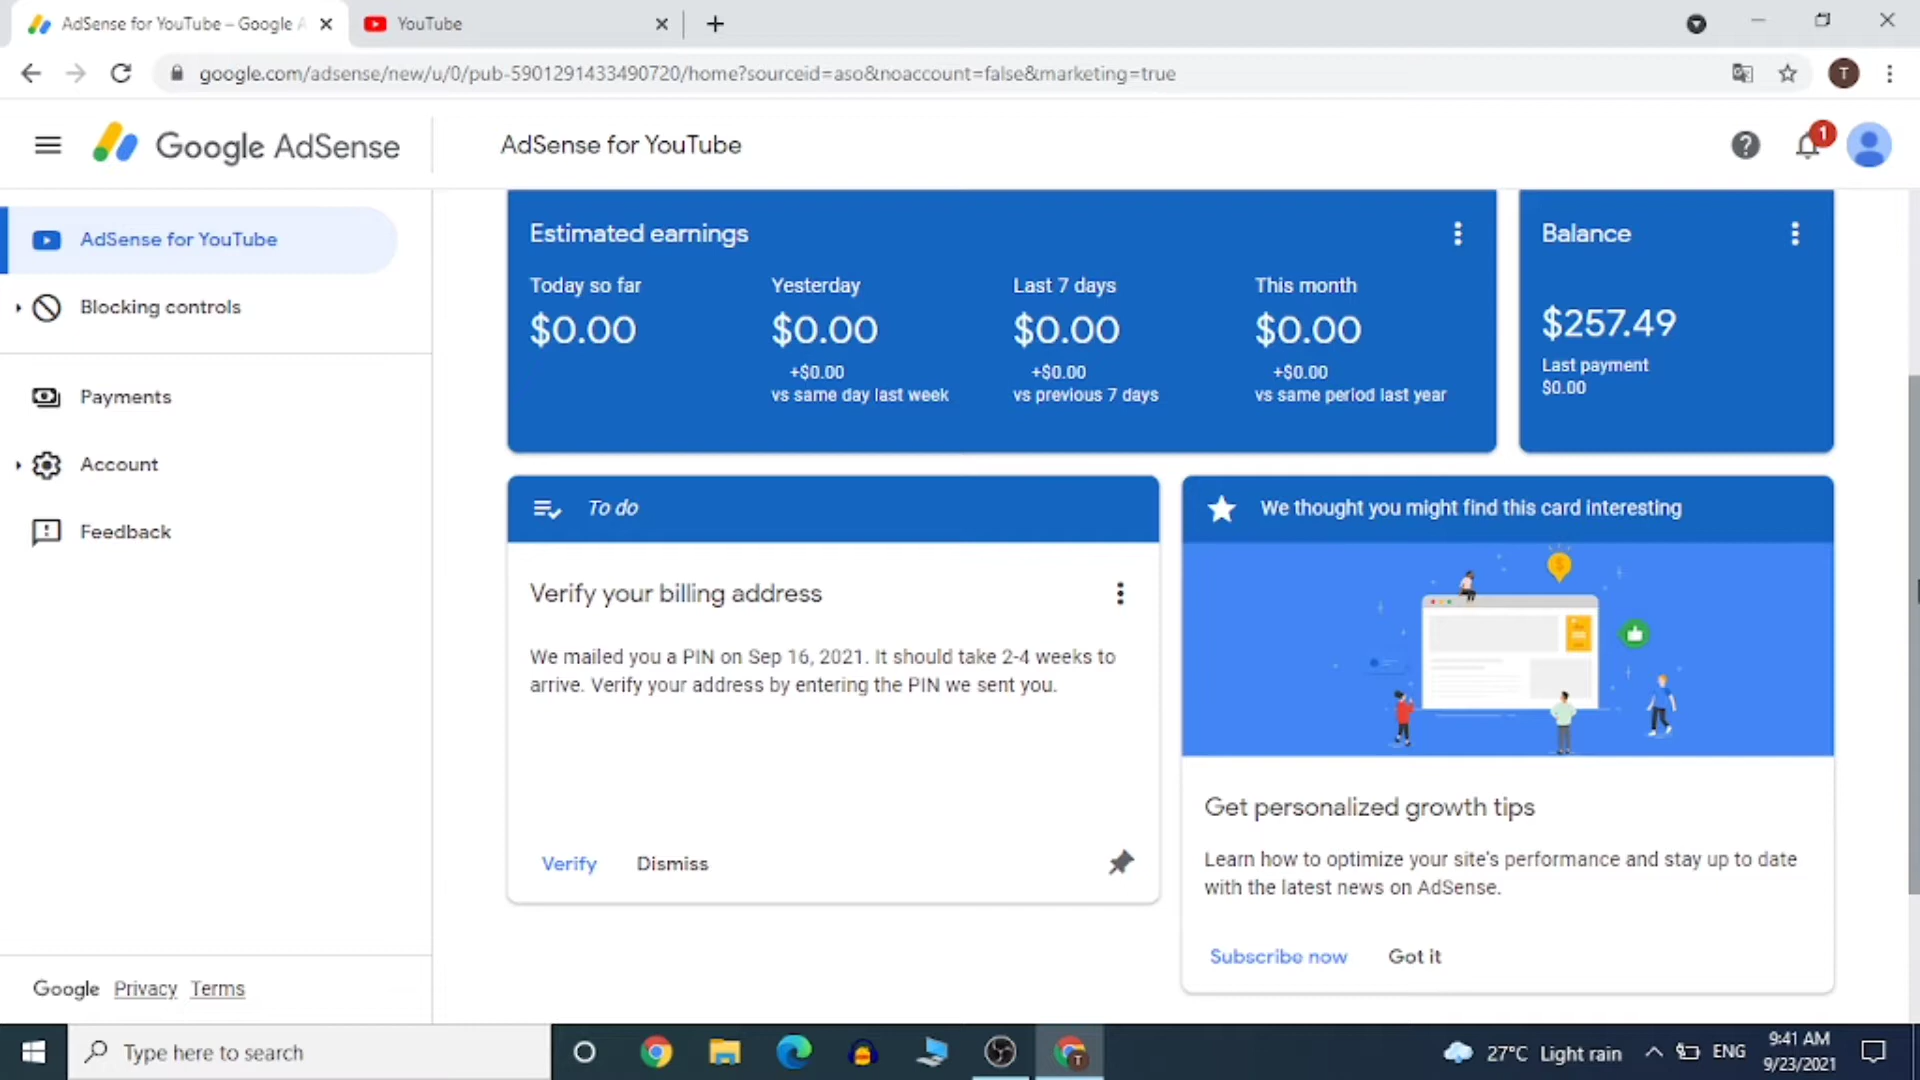 AdSense for YouTube – Google A
YouTube
google.com/adsense/new/u/0/pub-5901291433490720/home?sourceid=aso&noaccount=false&marketing=true
T
Google AdSense
AdSense for YouTube
1
AdSense for YouTube
Blocking controls
Payments
Account
Feedback
Google Privacy Terms
Estimated earnings
Today so far
$0.00
Yesterday
$0.00
+$0.00
vs same day last week
Last 7 days
$0.00
+$0.00
vs previous 7 days
This month
$0.00
+$0.00
vs same period last year
Balance
$257.49
Last payment
$0.00
To do
Verify your billing address
We mailed you a PIN on Sep 16, 2021. It should take 2-4 weeks to
arrive. Verify your address by entering the PIN we sent you.
Verify Dismiss
We thought you might find this card interesting
Get personalized growth tips
Learn how to optimize your site's performance and stay up to date
with the latest news on AdSense.
Subscribe now Got it
Type here to search
T
27°C Light rain
ENG
9:41 AM
9/23/2021